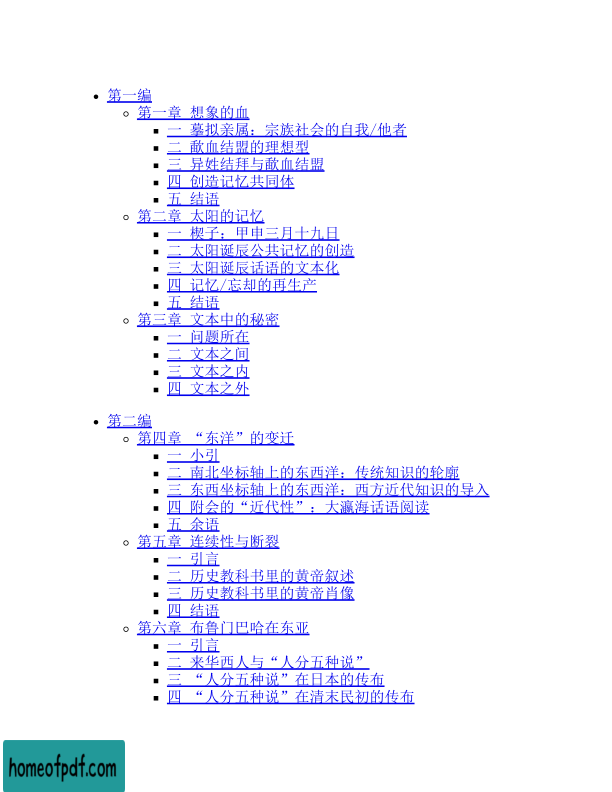 第一编
第一章 想象的血
一 摹拟亲属：宗族社会的自我/他者
二 歃血结盟的理想型
三 异姓结拜与歃血结盟
四 创造记忆共同体
五 结语
第二章 太阳的记忆
一 楔子：甲申三月十九日
二 太阳诞辰公共记忆的创造
三 太阳诞辰话语的文本化
四 记忆/忘却的再生产
五 结语
第三章 文本中的秘密
一 问题所在
二 文本之间
三 文本之内
四 文本之外
第二编
第四章 “东洋”的变迁
一 小引
二 南北坐标轴上的东西洋：传统知识的轮廓
三 东西坐标轴上的东西洋：西方近代知识的导入
四 附会的“近代性”：大瀛海话语阅读
五 余语
第五章 连续性与断裂
一 引言
二 历史教科书里的黄帝叙述
三 历史教科书里的黄帝肖像
四 结语
第六章 布鲁门巴哈在东亚
一 引言
二 来华西人与“人分五种说”
三 “人分五种说”在日本的传布
四 “人分五种说”在清末民初的传布
homeofpdf.com